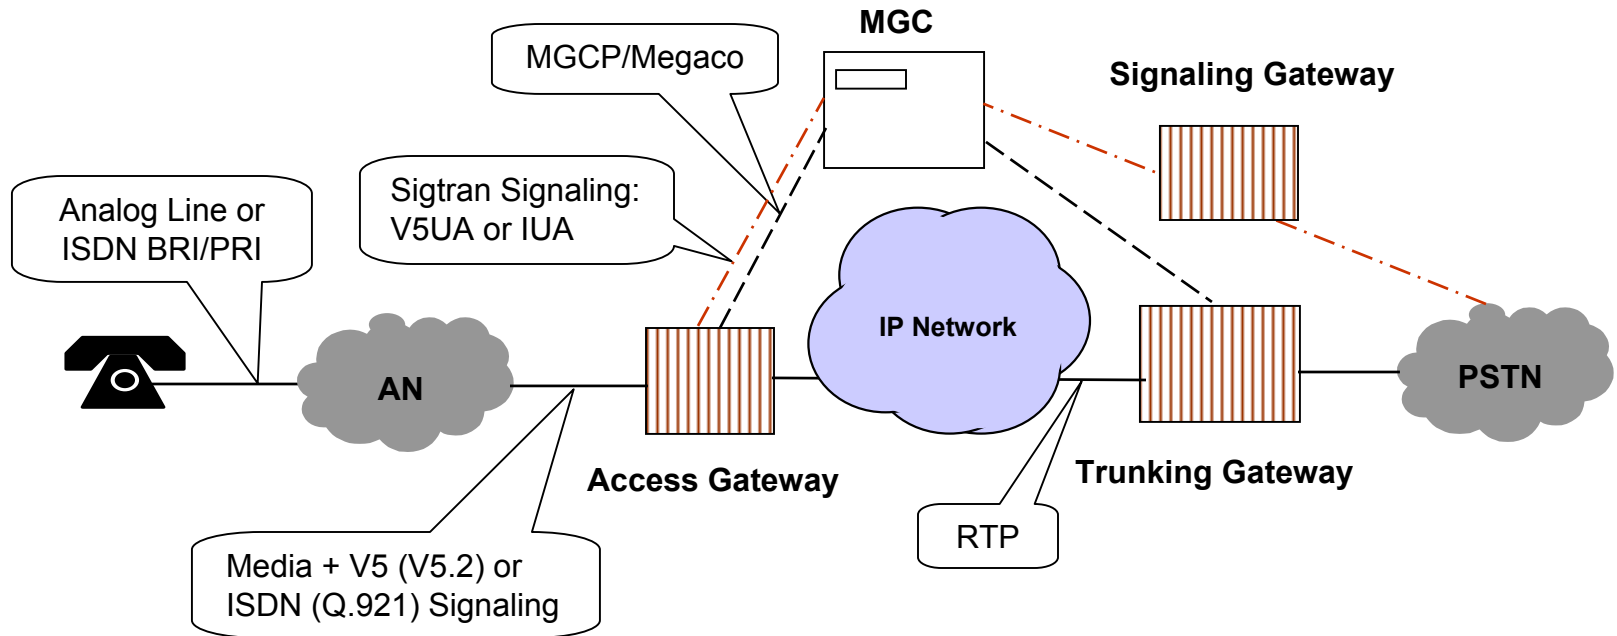 MGC
MGCP/Megaco
Signaling Gateway
Sigtran Signaling:
V5UA or IUA
Analog Line or
ISDN BRI/PRI
IP Network
AN
PSTN
Access Gateway
Trunking Gateway
RTP
Media + V5 (V5.2) or
ISDN (Q.921) Signaling